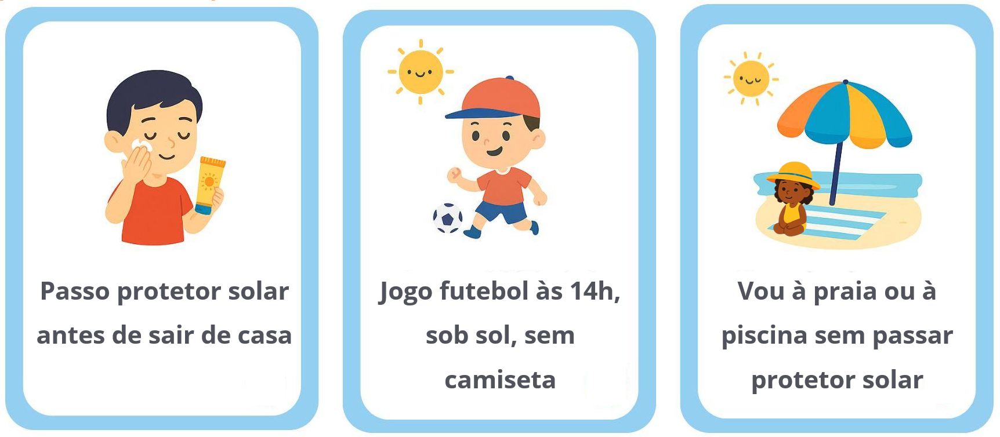 Passo protetor solar
antes de sair de casa
Jogo futebol às 14h,
sob sol, sem
camiseta
Vou à praia ou à
piscina sem passar
protetor solar